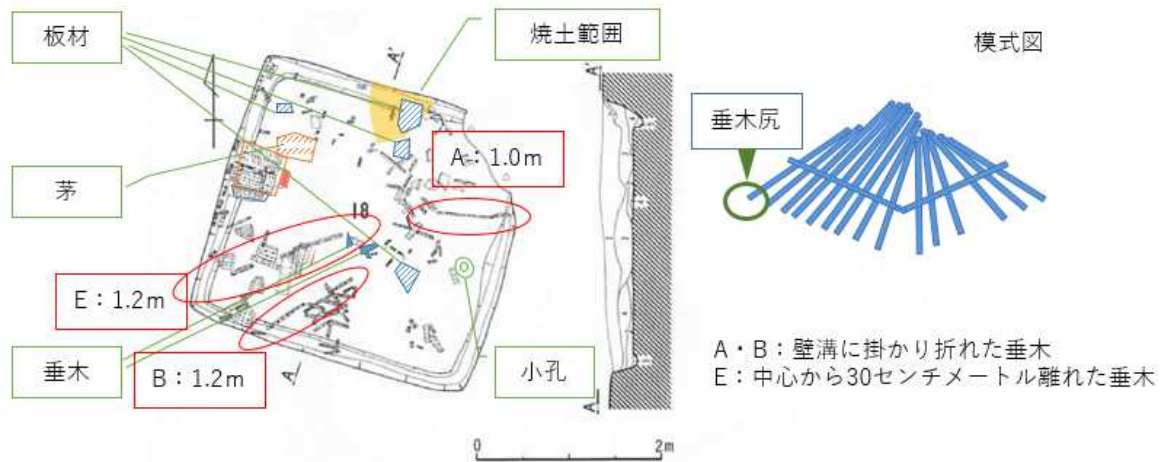 板材
焼土範囲
模式図
A'
A'
垂木尻
A：1.0m
茅
18
E：1.2m
垂木
B：1.2m
小孔
A
A
A・B：壁溝に掛かり折れた垂木
E：中心から30センチメートル離れた垂木
0
2m